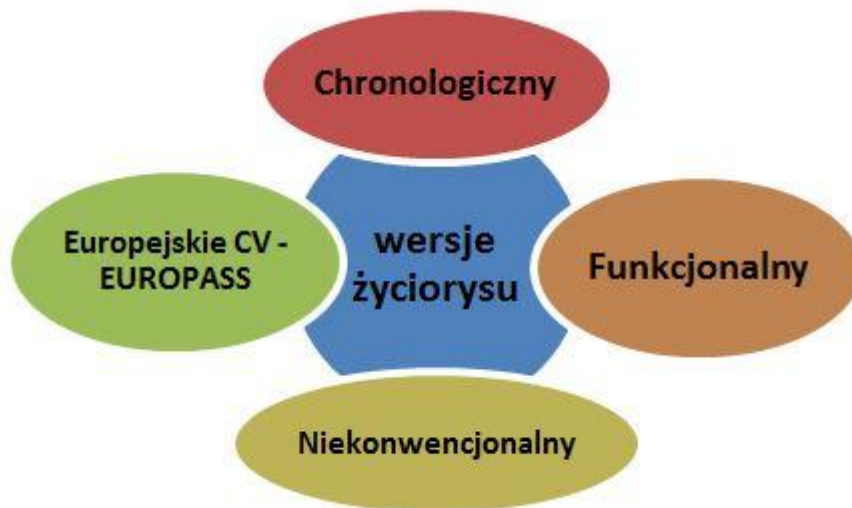 Chronologiczny
Europejskie CV -
EUROPASS
wersje
życiorysu
Funkcjonalny
Niekonwencjonalny